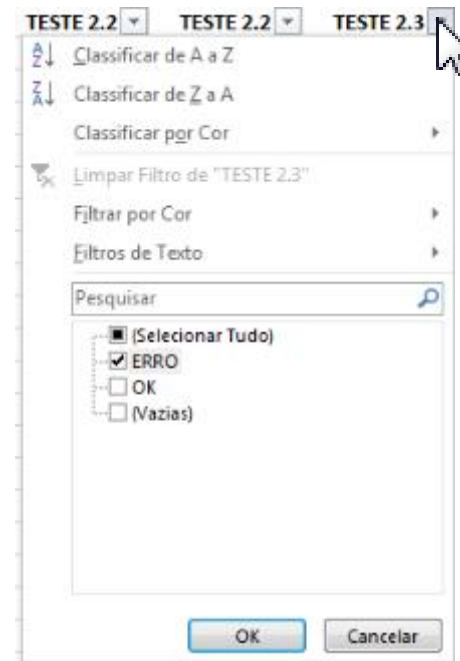 TESTE 2.2 TESTE 2.2 TESTE 2.3
Classificar de A a Z
Classificar de Z a A
Classificar por Cor
Limpar Filtro de "TESTE 2.3"
Filtrar por Cor
Filtros de Texto
Pesquisar
(Selecionar Tudo)
ERRO
OK
(Vazias)
OK Cancelar